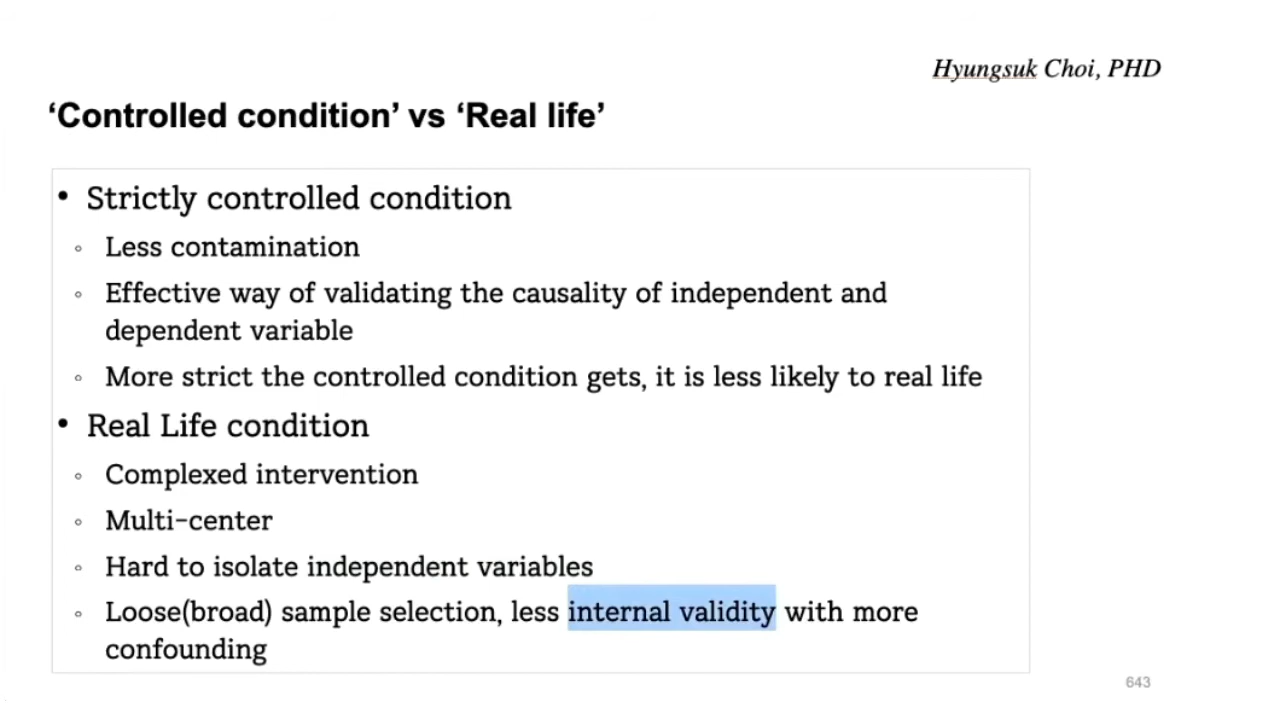 Hyungsuk Choi, PHD
‘Controlled condition’ vs ‘Real life’
• Strictly controlled condition
◦ Less contamination
◦ Effective way of validating the causality of independent and
dependent variable
◦ More strict the controlled condition gets, it is less likely to real life
• Real Life condition
◦ Complexed intervention
◦ Multi-center
◦ Hard to isolate independent variables
◦ Loose(broad) sample selection, less internal validity with more
confounding
643